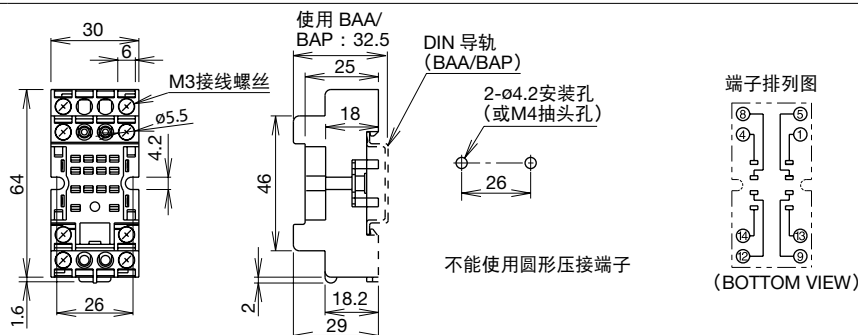 30
6
M3接线螺丝
ø5.5
4.2
64
1.6
26
使用 BAA/
BAP：32.5
25
18
46
2
18.2
29
DIN 导轨
（BAA/BAP）
2-ø4.2安装孔
（或M4抽头孔）
26
不能使用圆形压接端子
端子排列图
⑧ ⑤
④ ①
⑭ ⑬
⑫ ⑨
（BOTTOM VIEW）